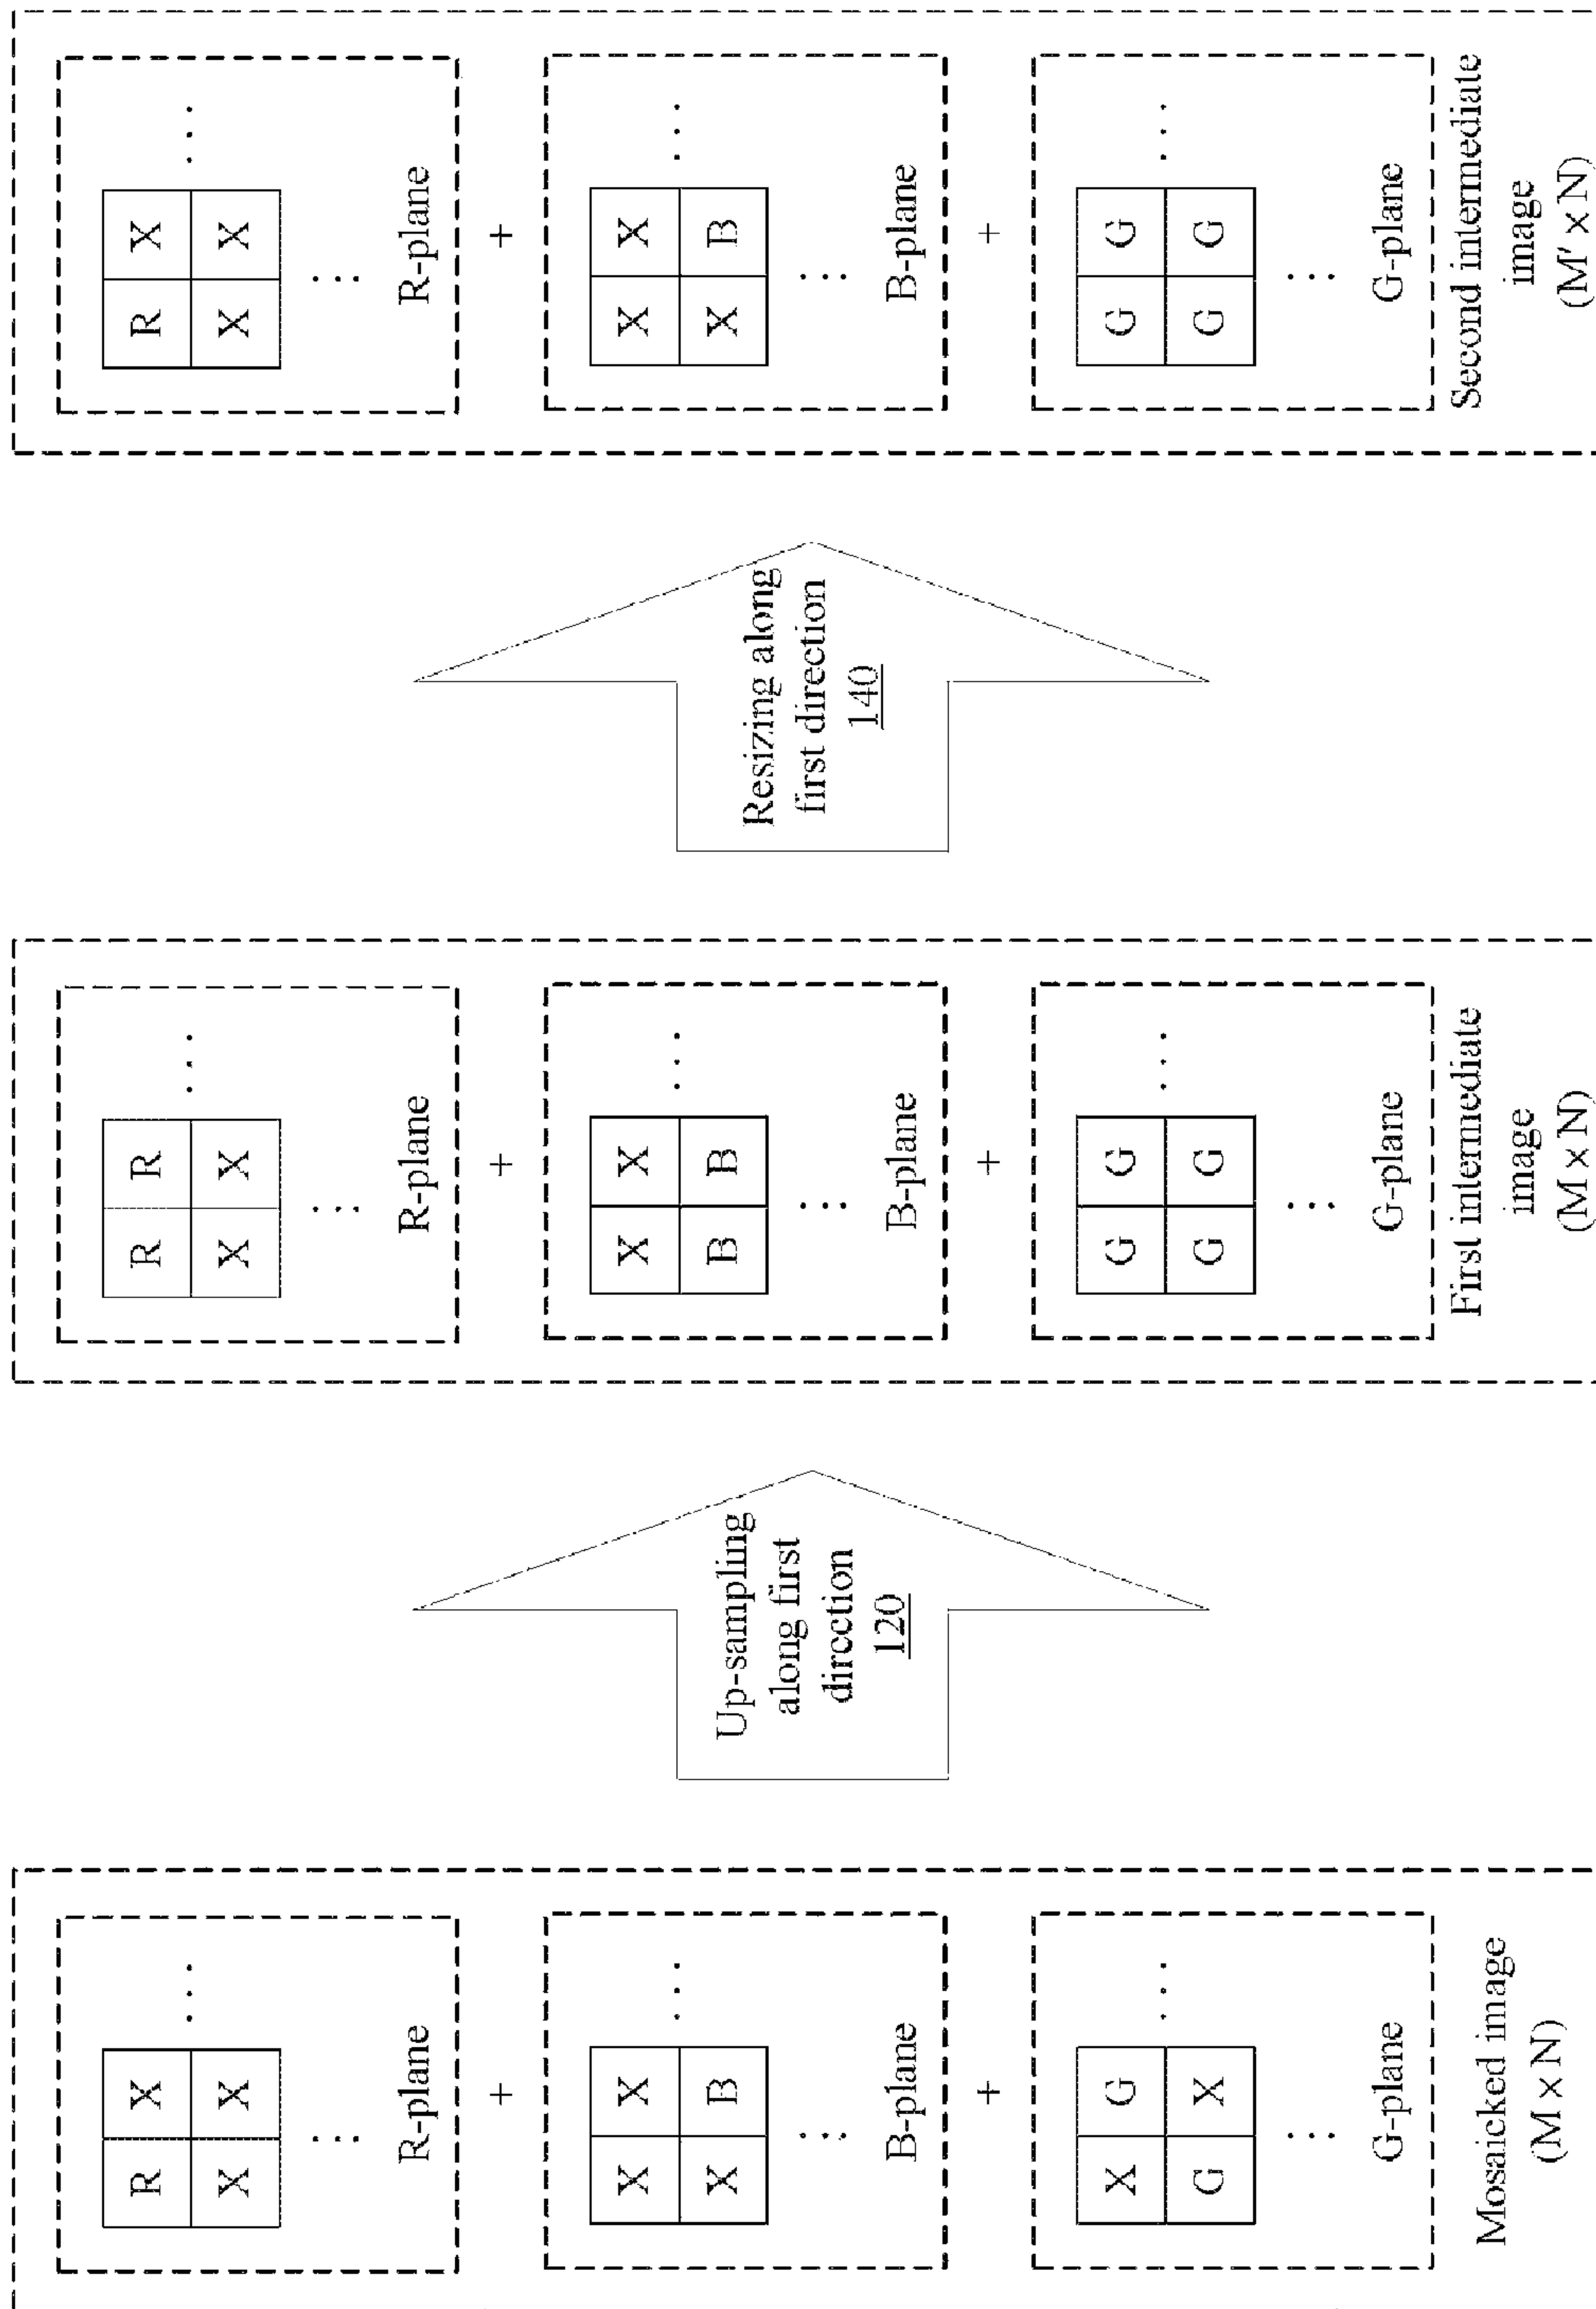 R X ...
X X
⋮
R-plane
+
X X ...
X B
⋮
B-plane
+
X G ...
G X
⋮
G-plane
Mosaicked image
(M × N)
Up-sampling
along first
direction
120
R R ...
X X
⋮
R-plane
+
X X ...
B B
⋮
B-plane
+
G G ...
G G
⋮
G-plane
First intermediate
image
(M × N)
Resizing along
first direction
140
R X ...
X X
⋮
R-plane
+
X X ...
X B
⋮
B-plane
+
G G ...
G G
⋮
G-plane
Second intermediate
image
(M′ × N)